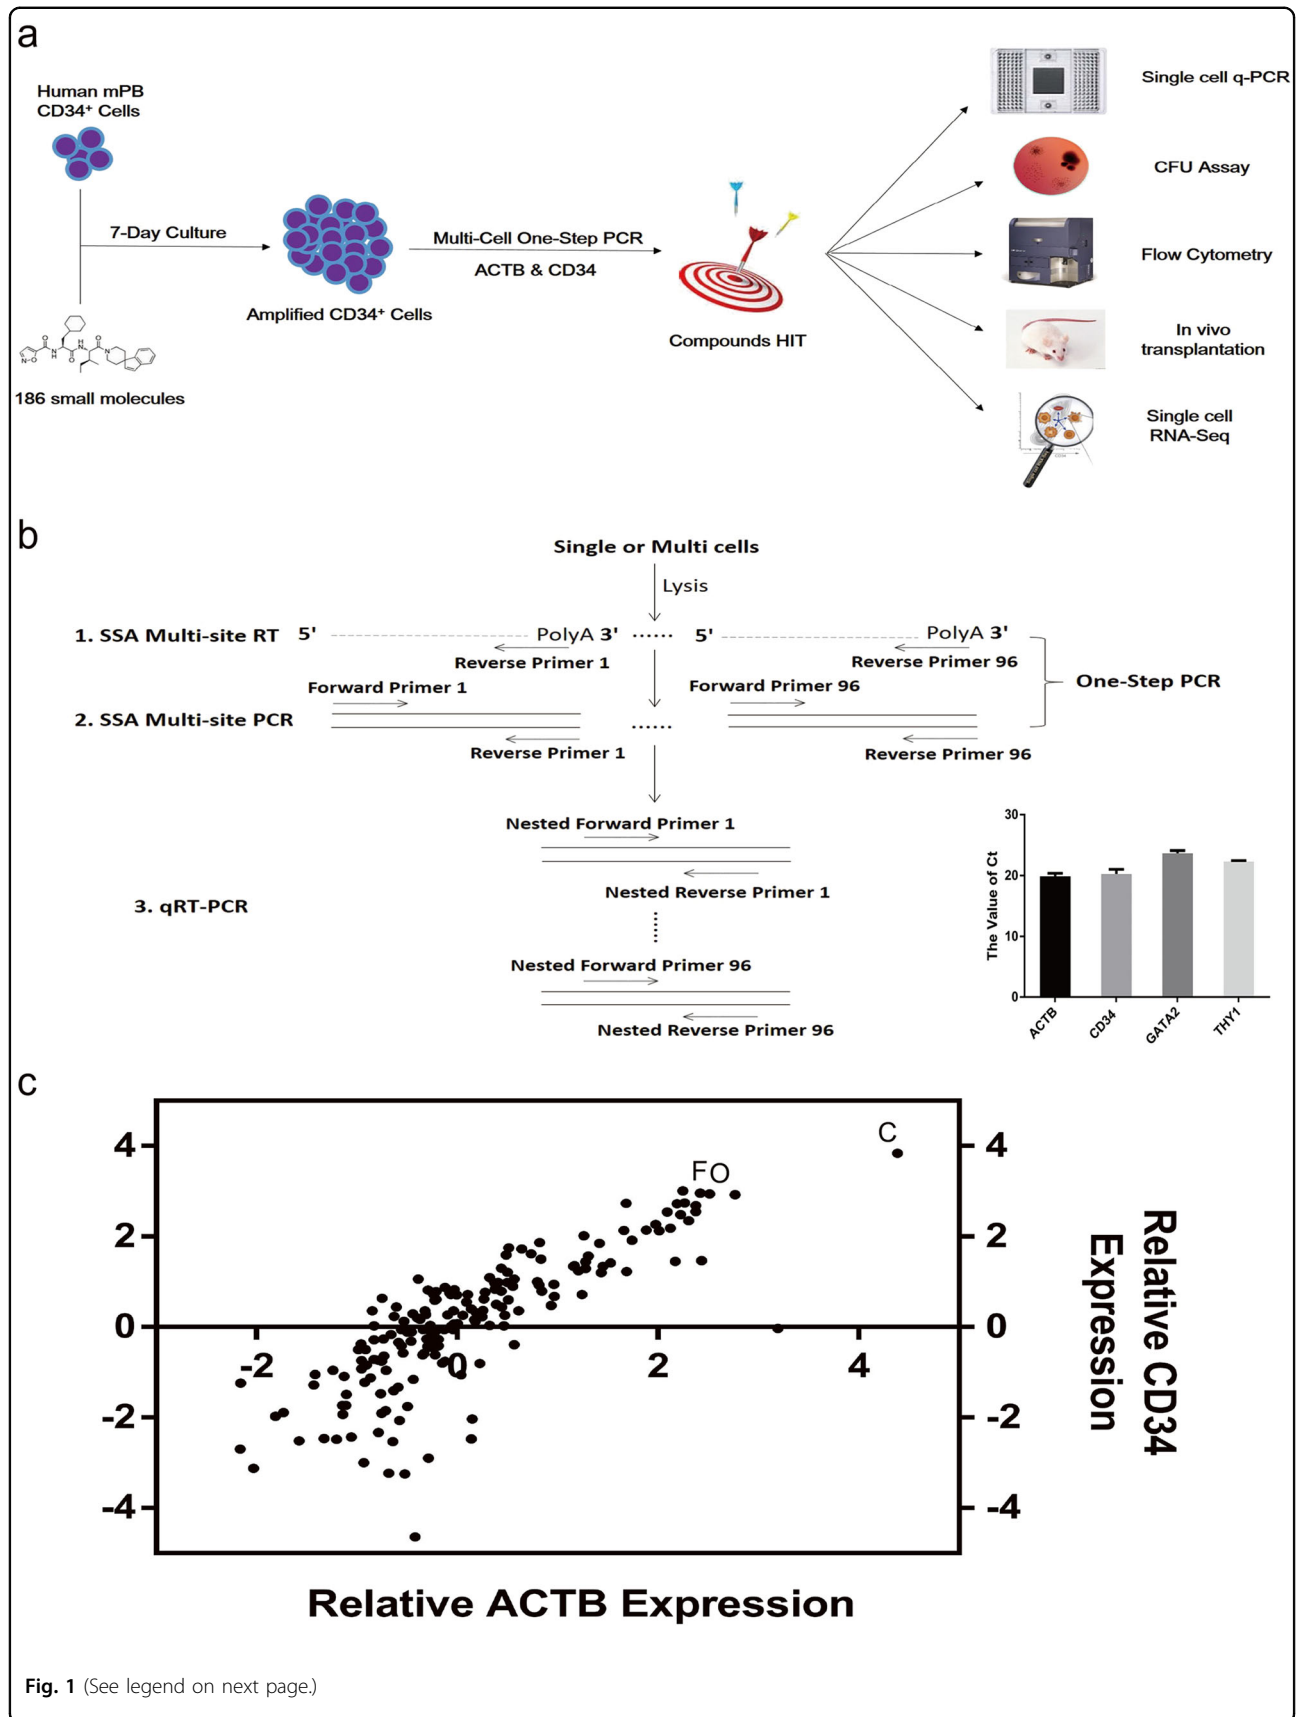 a
Human mPB
CD34+ Cells
7-Day Culture
186 small molecules
Amplified CD34+ Cells
Multi-Cell One-Step PCR
ACTB & CD34
Compounds HIT
Single cell q-PCR
CFU Assay
Flow Cytometry
In vivo
transplantation
Single cell
RNA-Seq
b
Single or Multi cells
Lysis
1. SSA Multi-site RT 5' PolyA 3' ...... 5' PolyA 3'
Reverse Primer 1 Reverse Primer 96
One-Step PCR
Forward Primer 1 Forward Primer 96
2. SSA Multi-site PCR ......
Reverse Primer 1 Reverse Primer 96
Nested Forward Primer 1
Nested Reverse Primer 1
3. qRT-PCR
......
Nested Forward Primer 96
Nested Reverse Primer 96
The Value of Ct
30
20
10
0
ACTB CD34 GATA2 THY1
c
C
F O
4 4
2 2
0 0
-2 0 2 4
-2 -2
-4 -4
Relative CD34
Expression
Relative ACTB Expression
Fig. 1 (See legend on next page.)